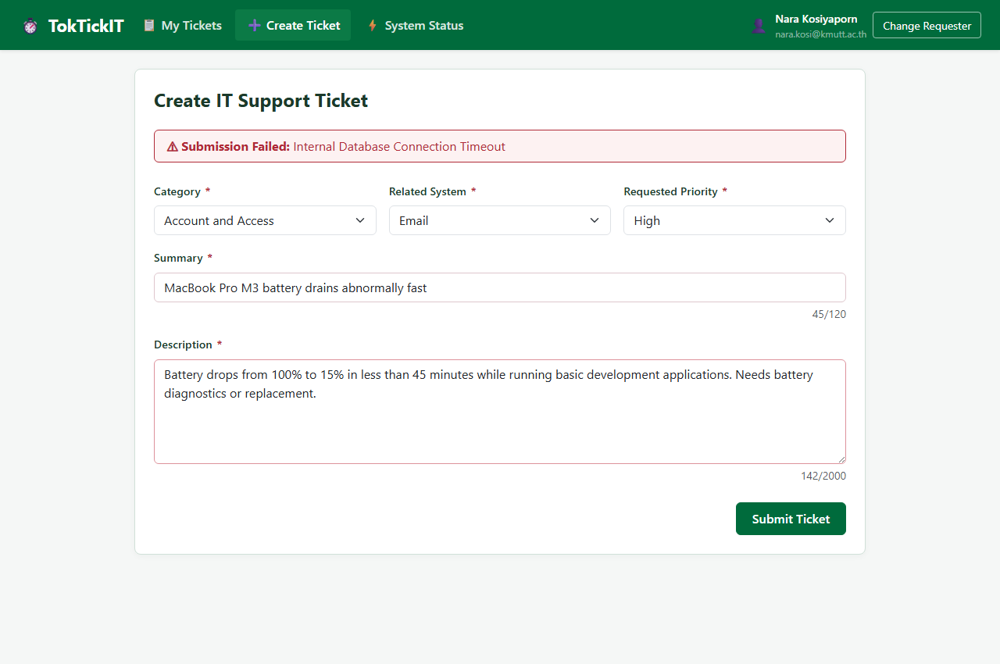 TokTickIT
My Tickets
Create Ticket
System Status
Nara Kosiyaporn
nara.kosi@kmutt.ac.th
Change Requester
Create IT Support Ticket
⚠ Submission Failed: Internal Database Connection Timeout
Category *
Related System *
Requested Priority *
Account and Access
Email
High
Summary *
MacBook Pro M3 battery drains abnormally fast
45/120
Description *
Battery drops from 100% to 15% in less than 45 minutes while running basic development applications. Needs battery
diagnostics or replacement.
142/2000
Submit Ticket